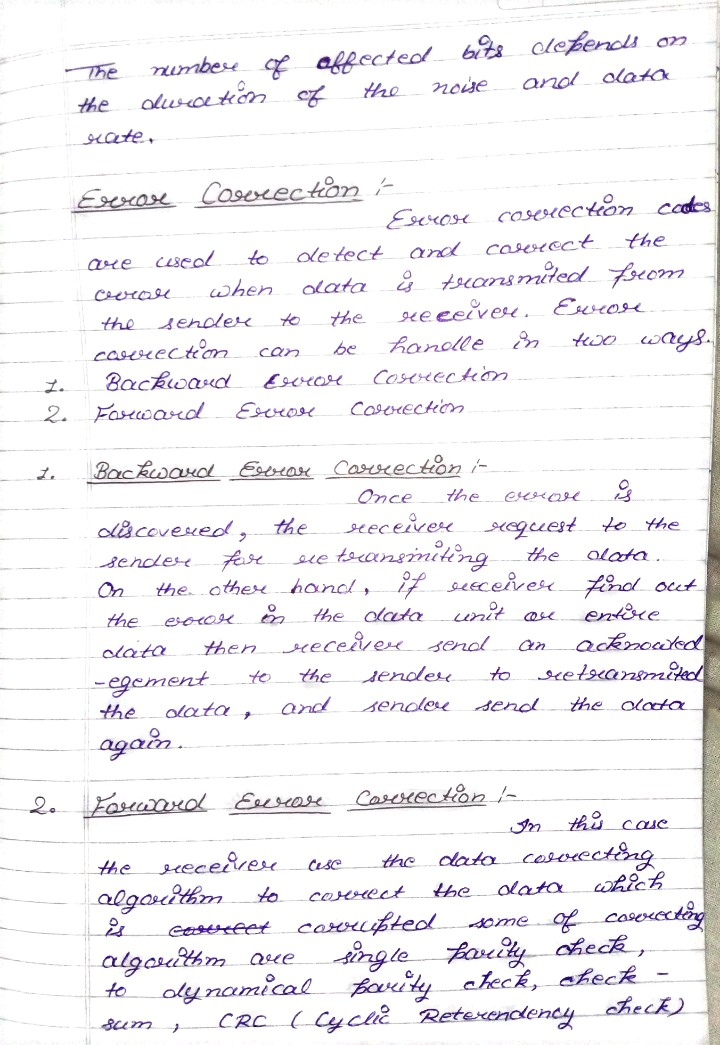 The number of affected bits depends on
the duration of the noise and data
rate.
Error Correction :-
Error correction codes
are used to detect and correct the
error when data is transmited from
the sender to the receiver. Error
correction can be handle in two ways.
1. Backward Error Correction
2. Forward Error Correction
1. Backward Error Correction :-
Once the error is
discovered, the receiver request to the
sender for retransmiting the data.
On the other hand, if receiver find out
the error in the data unit or entire
data then receiver send an acknowled
-egement to the sender to retransmited
the data, and sender send the data
again.
2. Forward Error Correction :-
In this case
the receiver use the data correcting
algorithm to correct the data which
is correct corrupted some of correcting
algorithm are single parity check,
to dynamical parity check, check -
sum, CRC (Cyclic Reterendency check)